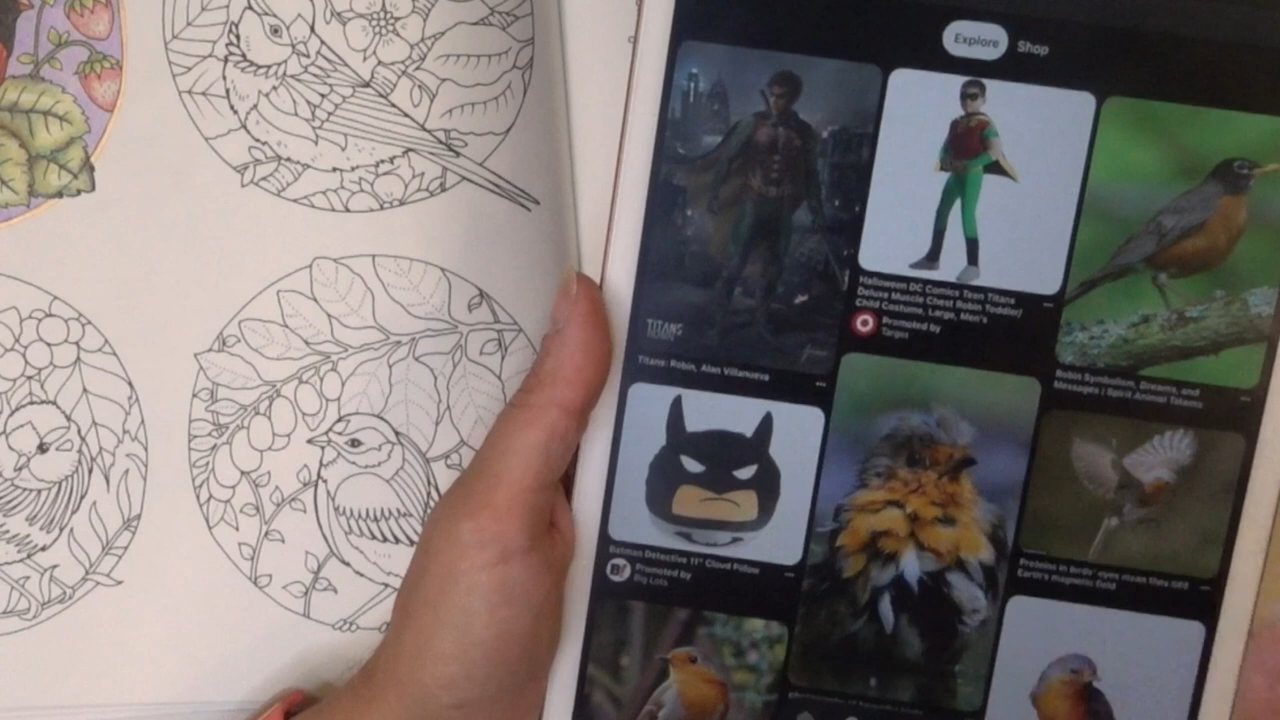 Explore
Shop
TITANS
Titans: Robin, Alan Villanueva
Halloween DC Comics Teen Titans
Deluxe Muscle Chest Robin Toddler/
Child Costume, Large, Men's
Promoted by
Target
Robin Symbolism, Dreams, and
Messages | Spirit Animal Totems
Batman Detective 11" Cloud Pillow
Promoted by
Big Lots
Proteins in birds' eyes mean they see
Earth's magnetic field